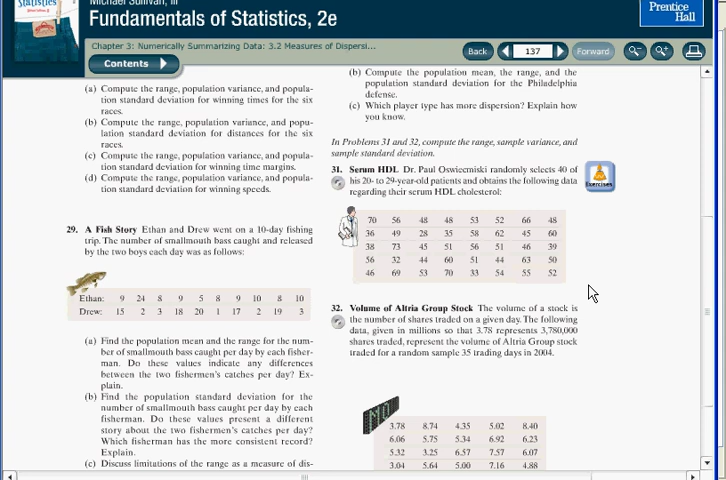 Statistics
Michael Sullivan, III
Fundamentals of Statistics, 2e
Prentice
Hall
Chapter 3: Numerically Summarizing Data: 3.2 Measures of Dispersi...
Back
137
Forward
Contents
(a) Compute the range, population variance, and popula-
tion standard deviation for winning times for the six
races.
(b) Compute the range, population variance, and popu-
lation standard deviation for distances for the six
races.
(c) Compute the range, population variance, and popula-
tion standard deviation for winning time margins.
(d) Compute the range, population variance, and popula-
tion standard deviation for winning speeds.
29. A Fish Story Ethan and Drew went on a 10-day fishing
trip. The number of smallmouth bass caught and released
by the two boys each day was as follows:
Ethan: 9 24 8 9 5 8 9 10 8 10
Drew: 15 2 3 18 20 1 17 2 19 3
(a) Find the population mean and the range for the num-
ber of smallmouth bass caught per day by each fisher-
man. Do these values indicate any differences
between the two fishermen's catches per day? Ex-
plain.
(b) Find the population standard deviation for the
number of smallmouth bass caught per day by each
fisherman. Do these values present a different
story about the two fishermen's catches per day?
Which fisherman has the more consistent record?
Explain.
(c) Discuss limitations of the range as a measure of dis-
(b) Compute the population mean, the range, and the
population standard deviation for the Philadelphia
defense.
(c) Which player type has more dispersion? Explain how
you know.
In Problems 31 and 32, compute the range, sample variance, and
sample standard deviation.
31. Serum HDL Dr. Paul Oswiecmiski randomly selects 40 of
his 20- to 29-year-old patients and obtains the following data
regarding their serum HDL cholesterol:
Exercises
70 56 48 48 53 52 66 48
36 49 28 35 58 62 45 60
38 73 45 51 56 51 46 39
56 32 44 60 51 44 63 50
46 69 53 70 33 54 55 52
32. Volume of Altria Group Stock The volume of a stock is
the number of shares traded on a given day. The following
data, given in millions so that 3.78 represents 3,780,000
shares traded, represent the volume of Altria Group stock
traded for a random sample 35 trading days in 2004.
MO
3.78 8.74 4.35 5.02 8.40
6.06 5.75 5.34 6.92 6.23
5.32 3.25 6.57 7.57 6.07
3.04 5.64 5.00 7.16 4.88